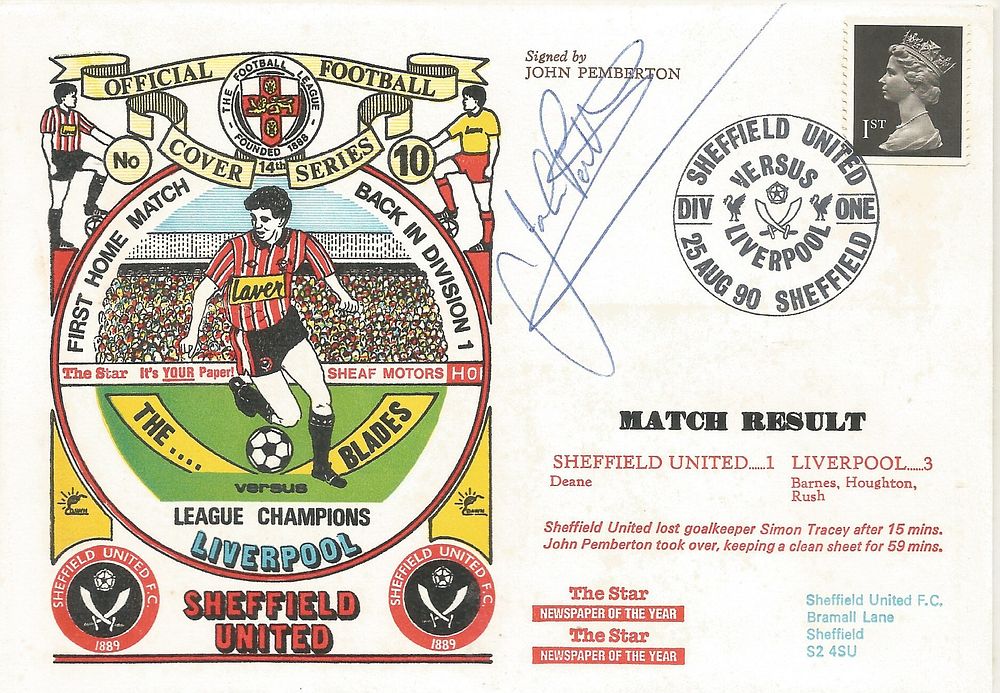 OFFICIAL FOOTBALL
THE FOOTBALL LEAGUE
FOUNDED 1888
No COVER 14th SERIES 10
FIRST HOME MATCH
BACK IN DIVISION 1
laver
The Star It's YOUR Paper! SHEAF MOTORS HO
THE.... BLADES
versus
LEAGUE CHAMPIONS
LIVERPOOL
DAWN
DAWN
SHEFFIELD UNITED F.C.
1889
SHEFFIELD UNITED F.C.
1889
SHEFFIELD
UNITED
Signed by
JOHN PEMBERTON
John Pemberton
1ST
SHEFFIELD UNITED
VERSUS
DIV ONE
LIVERPOOL
25 AUG 90 SHEFFIELD
MATCH RESULT
SHEFFIELD UNITED......1 LIVERPOOL......3
Deane Barnes, Houghton,
Rush
Sheffield United lost goalkeeper Simon Tracey after 15 mins.
John Pemberton took over, keeping a clean sheet for 59 mins.
The Star
NEWSPAPER OF THE YEAR
The Star
NEWSPAPER OF THE YEAR
Sheffield United F.C.
Bramall Lane
Sheffield
S2 4SU